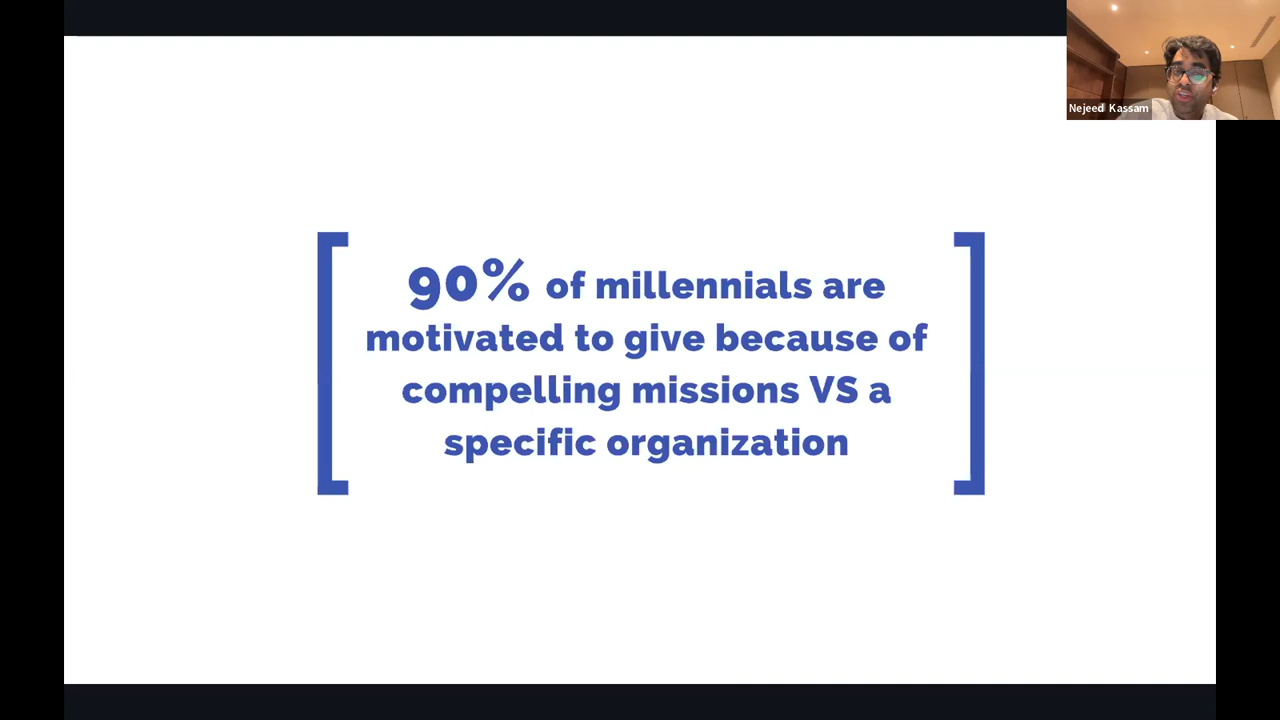 Nejeed Kassam
90% of millennials are
motivated to give because of
compelling missions VS a
specific organization